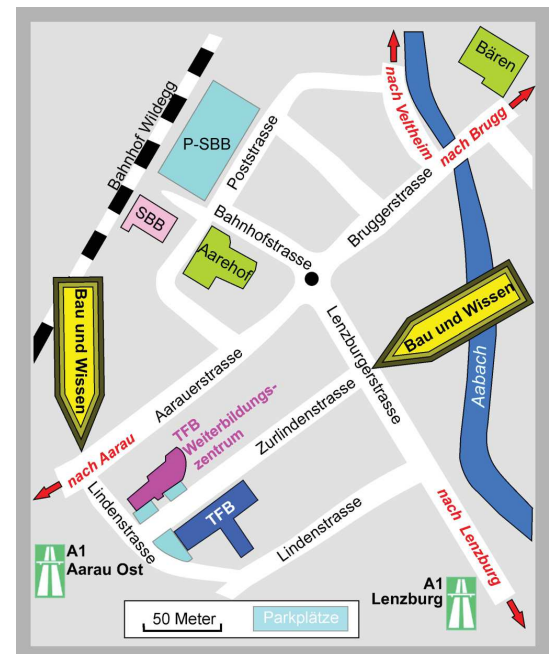 Bären
nach Veltheim
nach Brugg
Bahnhof Wildegg
P-SBB
Poststrasse
SBB
Bahnhofstrasse
Bruggerstrasse
Aarehof
Bau und Wissen
Bau und Wissen
Aabach
Lenzburgerstrasse
Aarauerstrasse
TFB
Weiterbildungs-
zentrum
Zurlindenstrasse
nach Aarau
Lindenstrasse
TFB
Lindenstrasse
nach Lenzburg
A1
Aarau Ost
A1
Lenzburg
50 Meter
Parkplätze